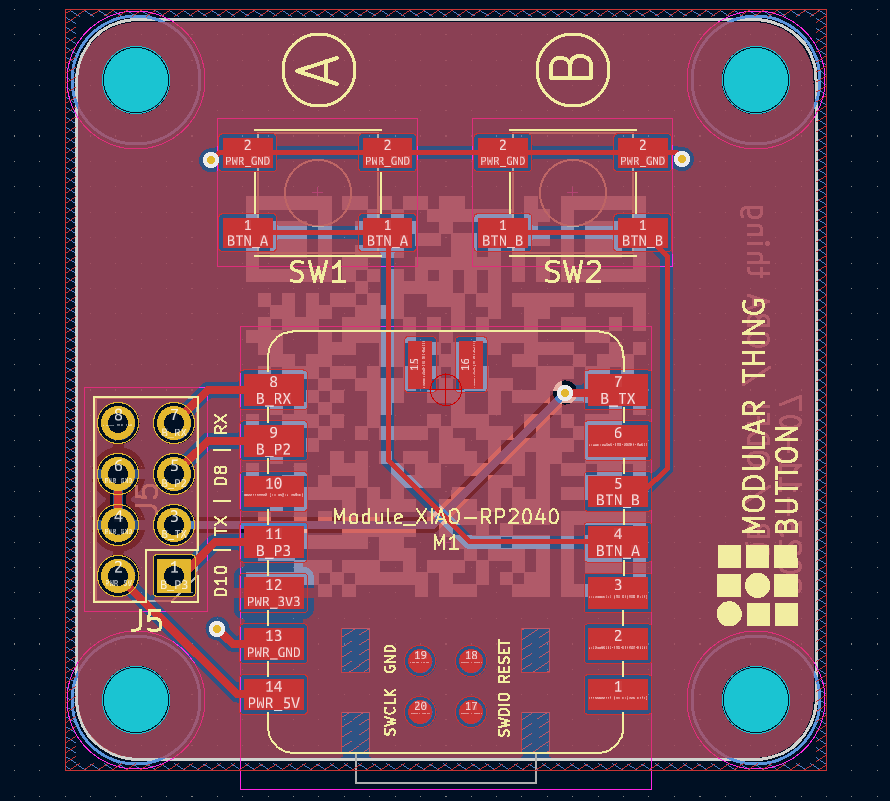 A
B
2
PWR_GND
2
PWR_GND
2
PWR_GND
2
PWR_GND
1
BTN_A
1
BTN_A
1
BTN_B
1
BTN_B
SW1
SW2
thing
15
16
8
B_RX
7
B_TX
9
B_P2
6
10
5
BTN_B
11
B_P3
4
BTN_A
12
PWR_3V3
3
13
PWR_GND
2
14
PWR_5V
1
Module_XIAO-RP2040
M1
8
7
6
5
4
3
2
1
B_P3
J5
J5
D10 | TX | D8 | RX
19
18
20
17
GND
SWCLK
RESET
SWDIO
MODULAR THING
BUTTON